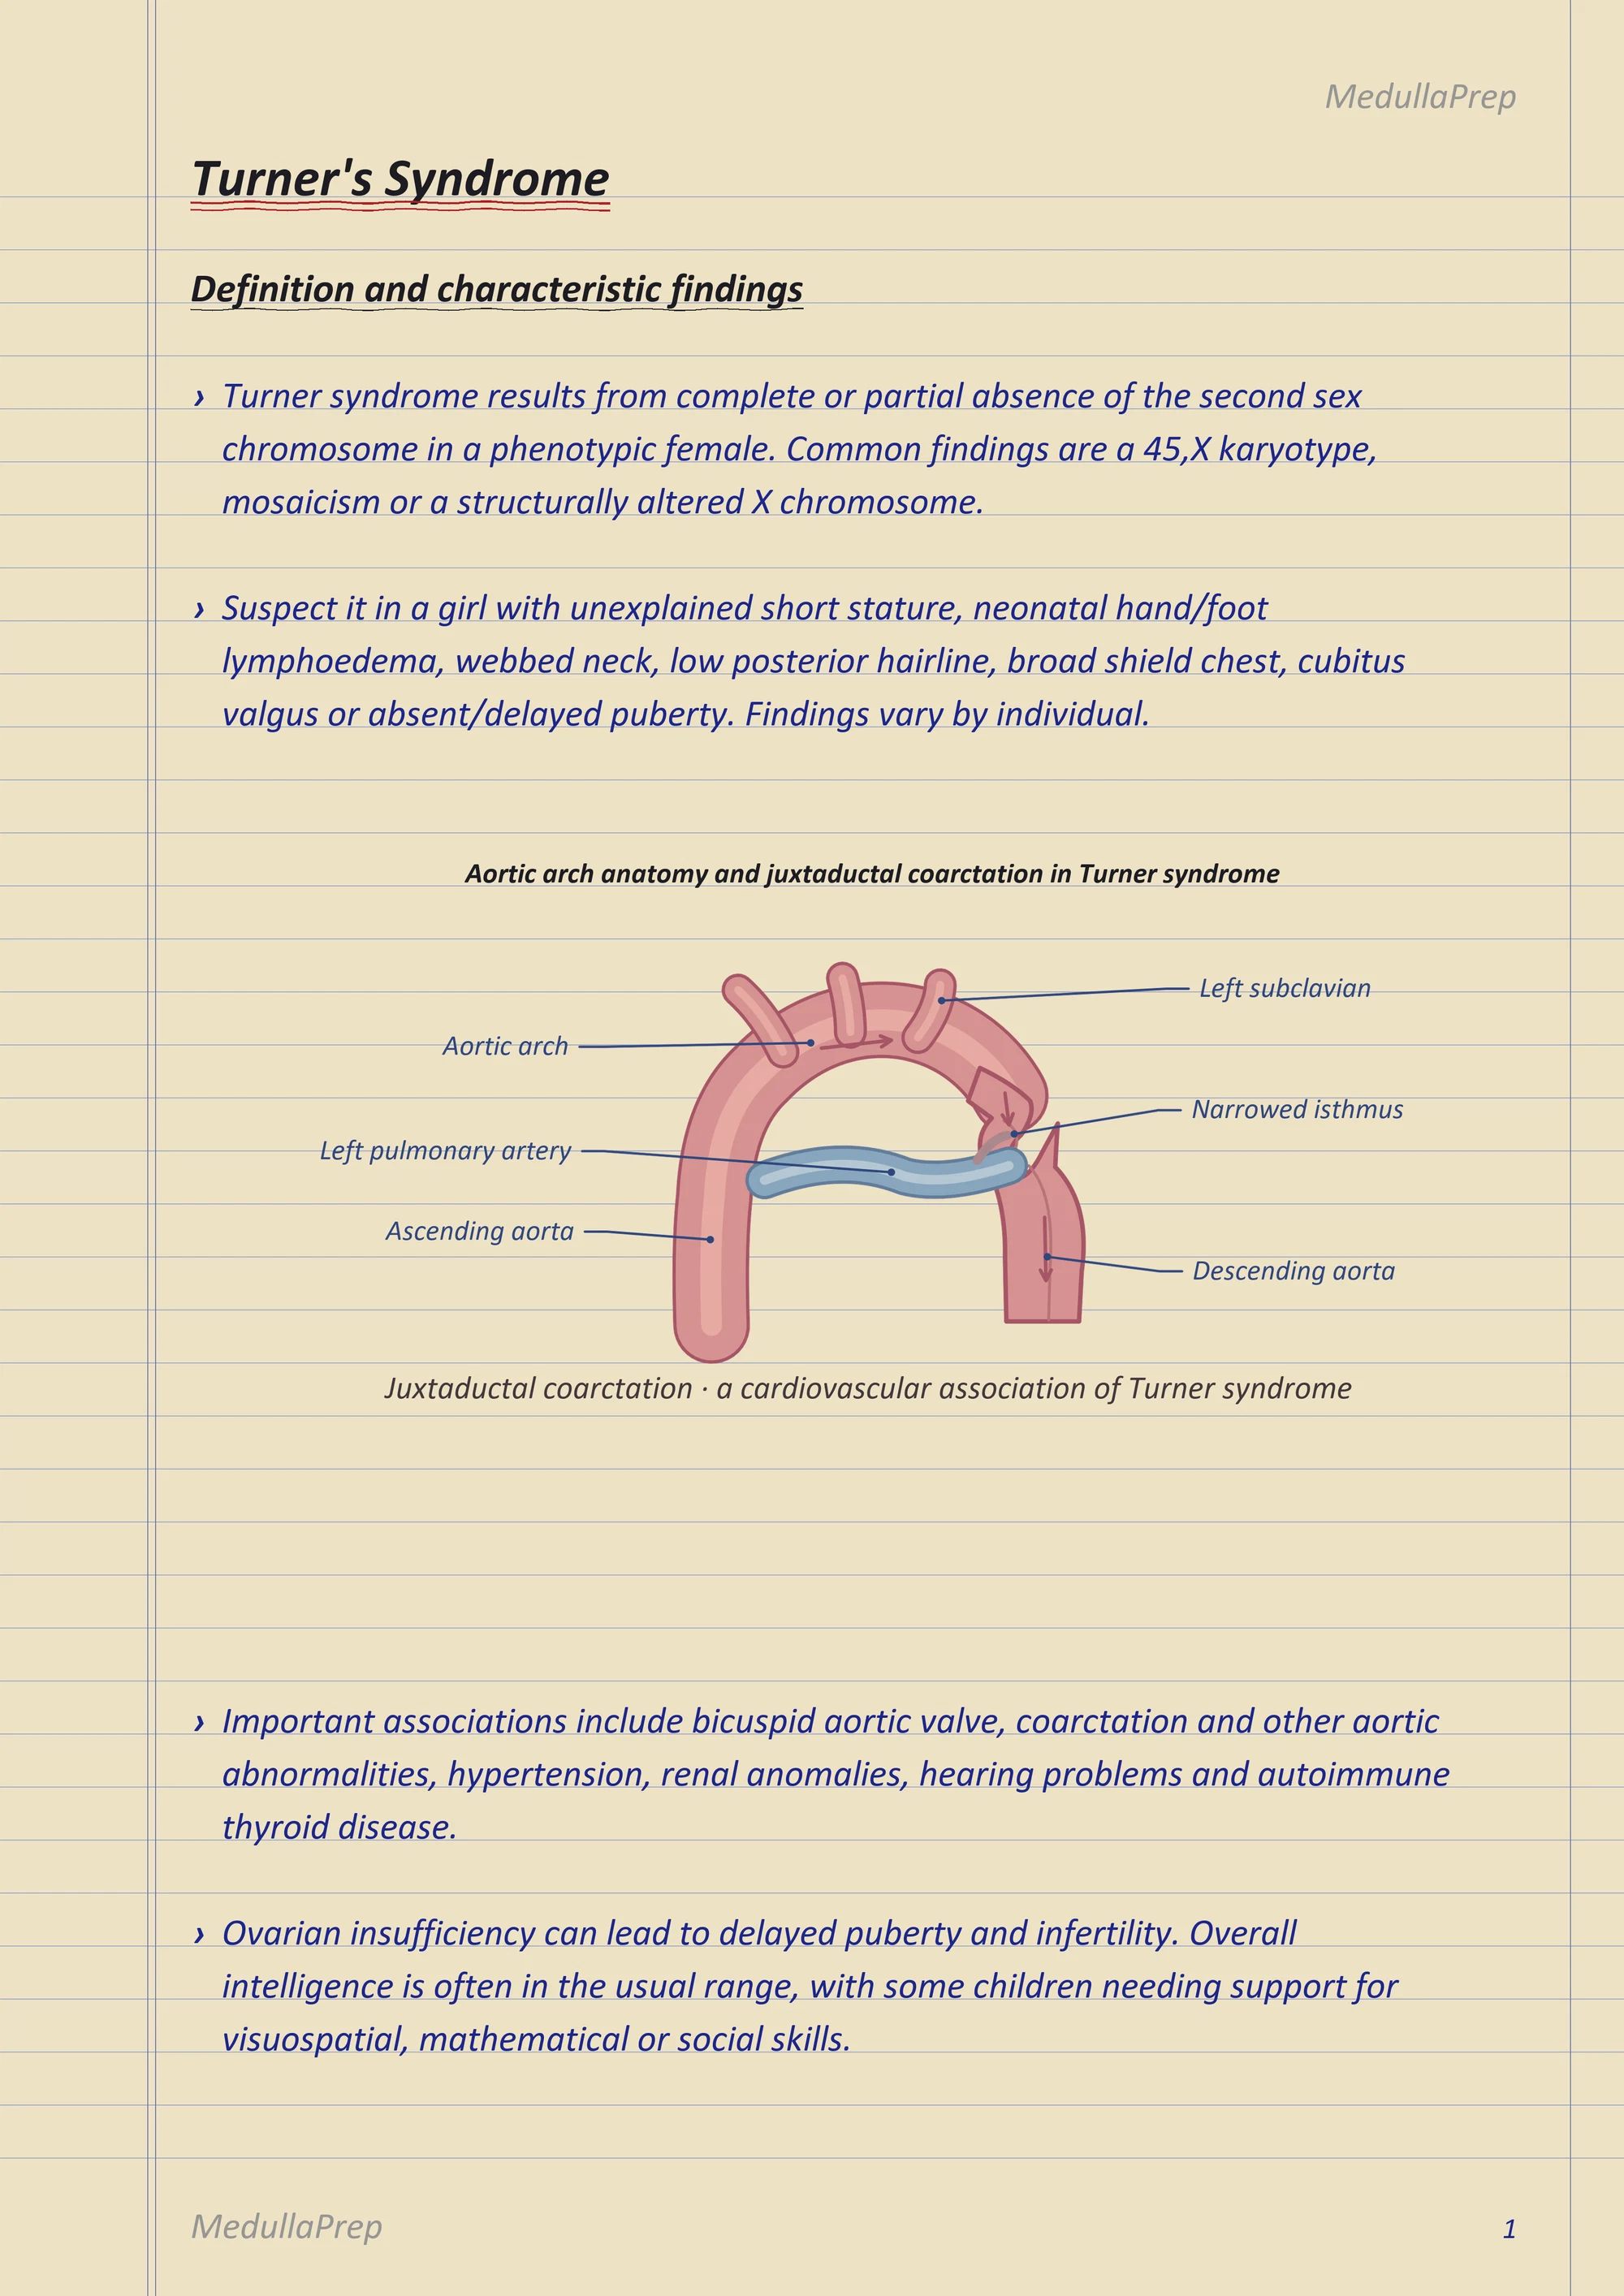 MedullaPrep
Turner's Syndrome
Definition and characteristic findings
› Turner syndrome results from complete or partial absence of the second sex
chromosome in a phenotypic female. Common findings are a 45,X karyotype,
mosaicism or a structurally altered X chromosome.
› Suspect it in a girl with unexplained short stature, neonatal hand/foot
lymphoedema, webbed neck, low posterior hairline, broad shield chest, cubitus
valgus or absent/delayed puberty. Findings vary by individual.
Aortic arch anatomy and juxtaductal coarctation in Turner syndrome
Left subclavian
Aortic arch
Narrowed isthmus
Left pulmonary artery
Ascending aorta
Descending aorta
Juxtaductal coarctation · a cardiovascular association of Turner syndrome
› Important associations include bicuspid aortic valve, coarctation and other aortic
abnormalities, hypertension, renal anomalies, hearing problems and autoimmune
thyroid disease.
› Ovarian insufficiency can lead to delayed puberty and infertility. Overall
intelligence is often in the usual range, with some children needing support for
visuospatial, mathematical or social skills.
MedullaPrep
1